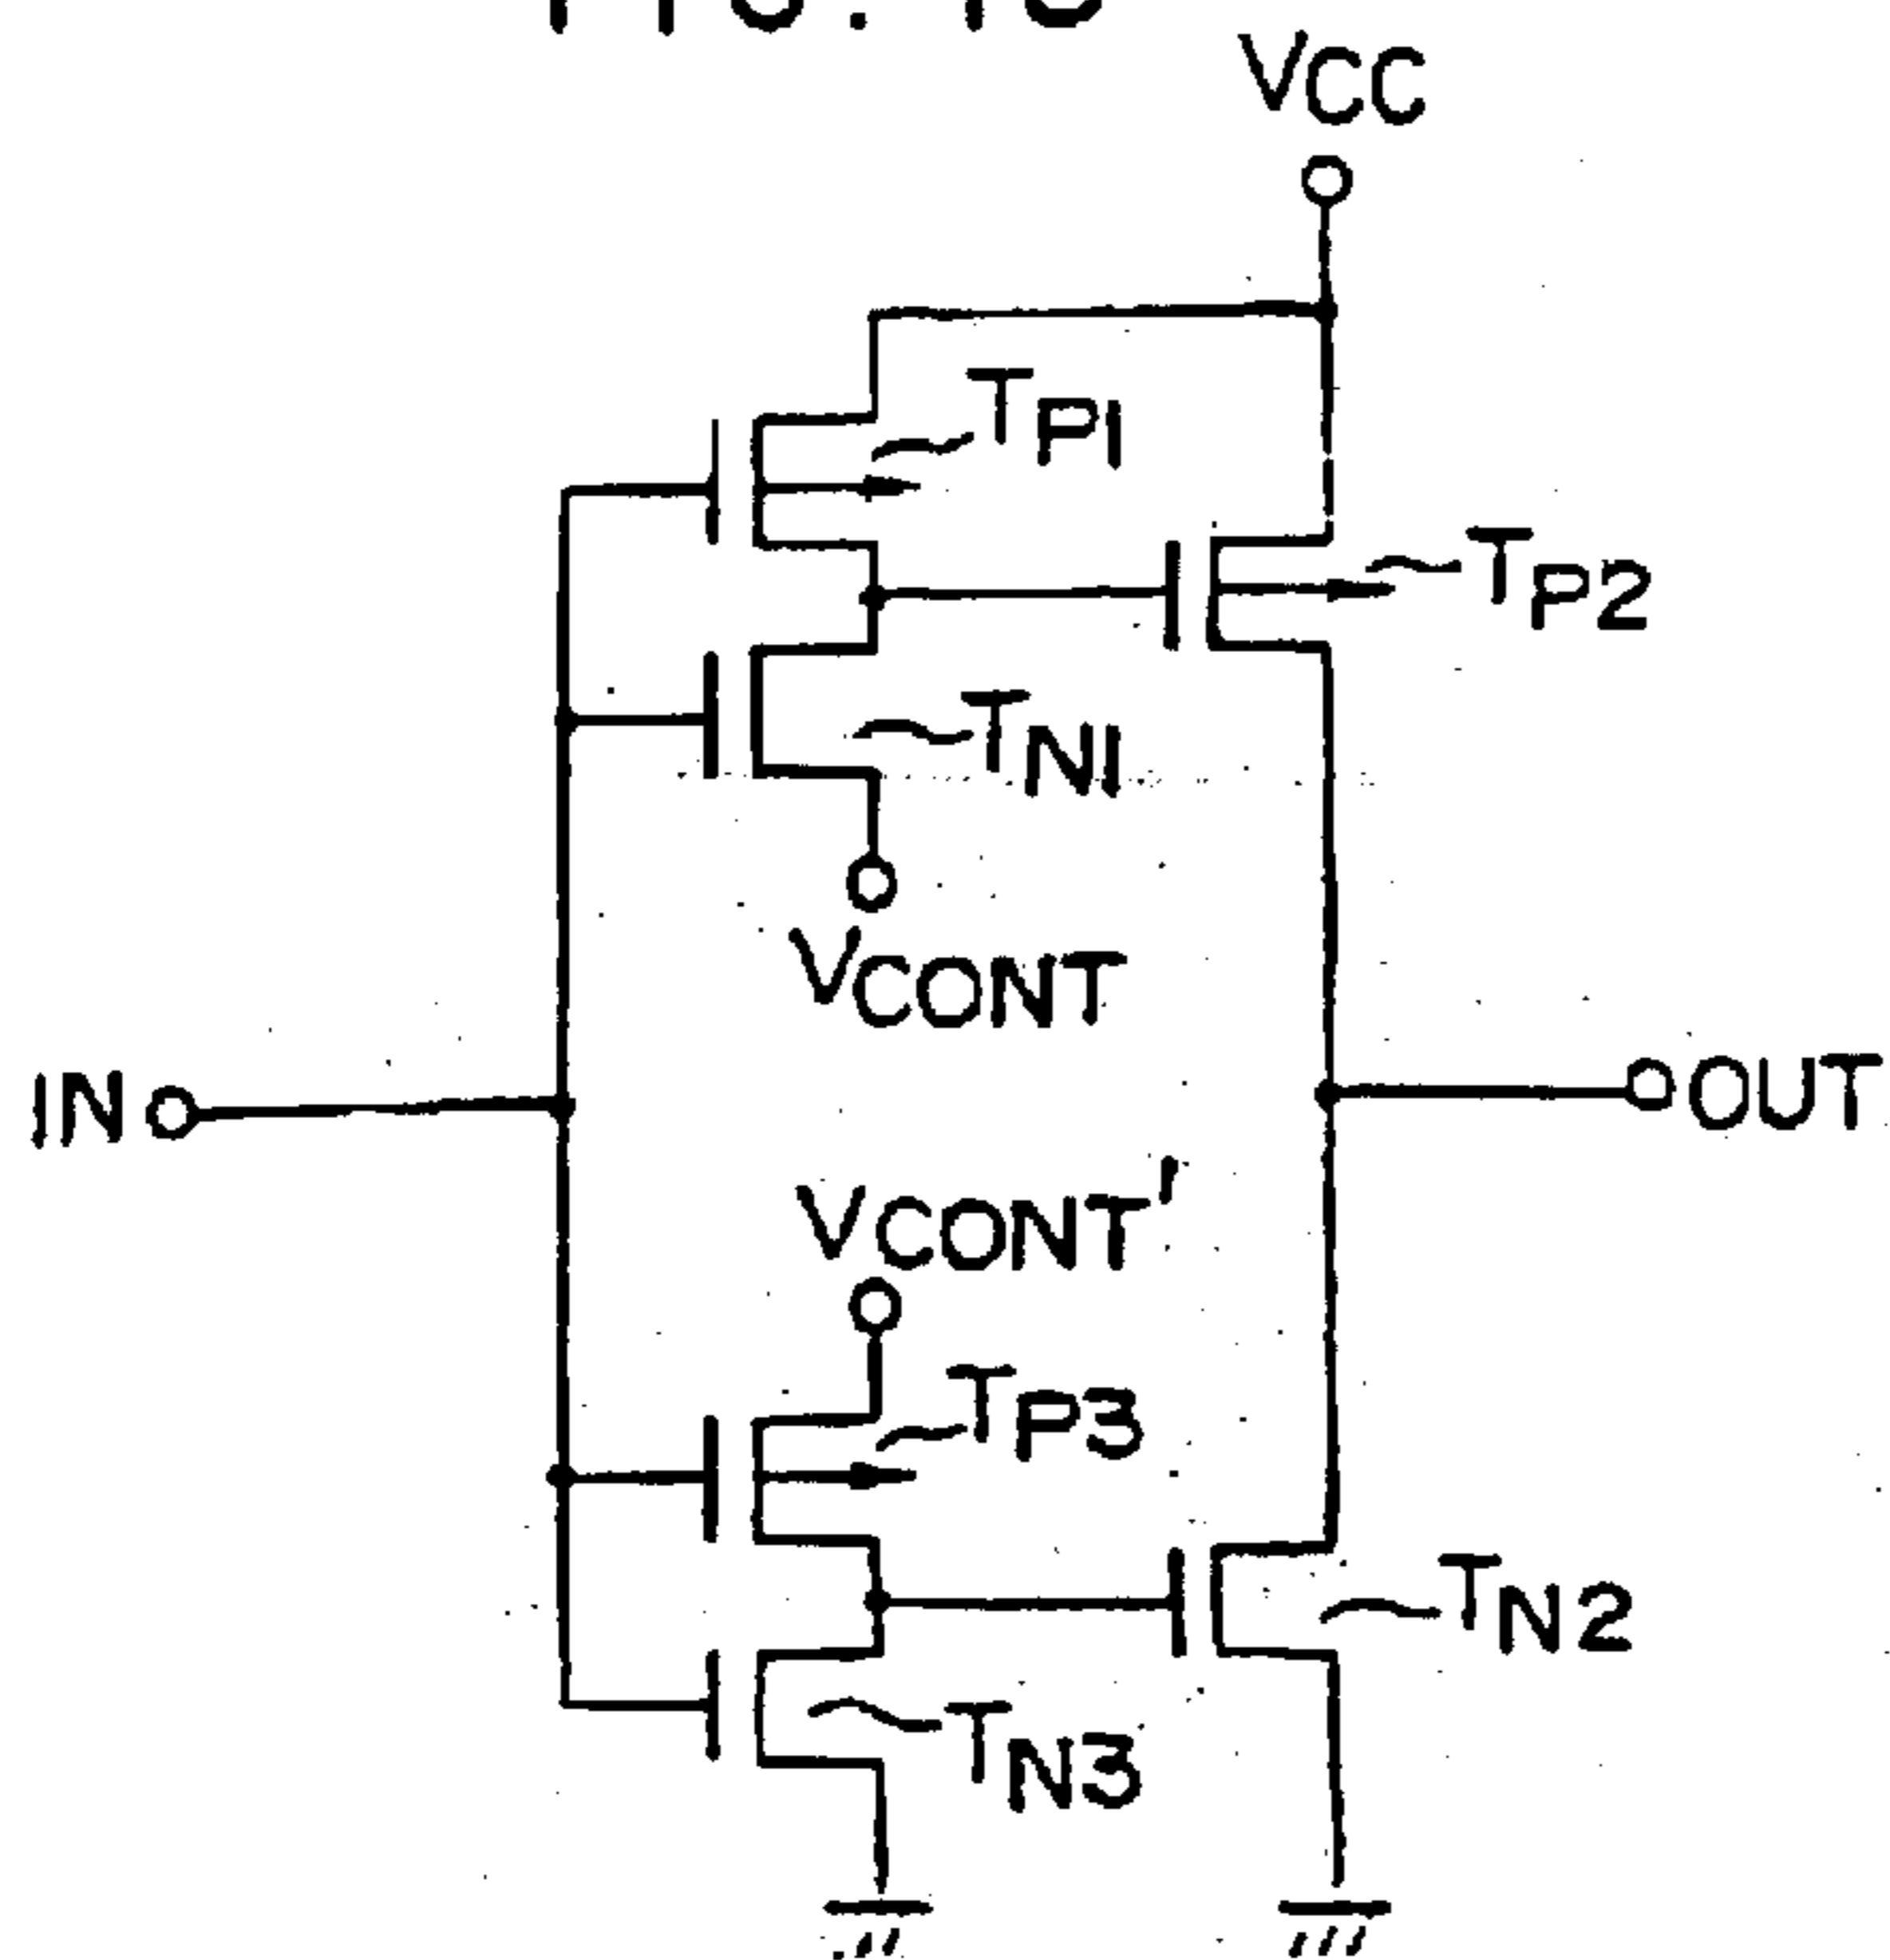 VCC
TP1
TP2
TN1
VCONT
IN
OUT
VCONT'
TP3
TN2
TN3